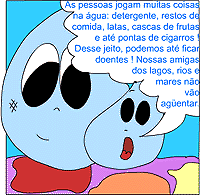 As pessoas jogam muitas coisas
na água: detergente, restos de
comida, latas, cascas de frutas
e até pontas de cigarros !
Desse jeito, podemos até ficar
doentes ! Nossas amigas
dos lagos, rios e
mares não
vão
agüentar.